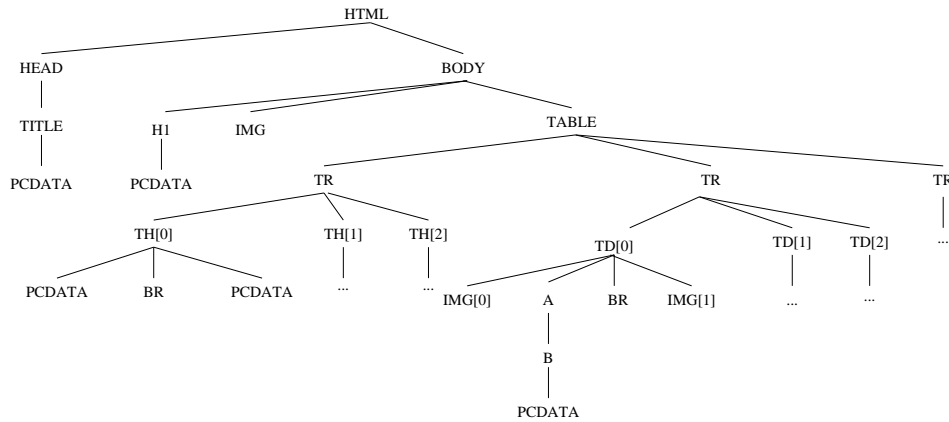 HTML
HEAD BODY
TITLE H1 IMG TABLE
PCDATA PCDATA TR TR TR
TH[0] TH[1] TH[2] TD[0] TD[1] TD[2] ...
PCDATA BR PCDATA ... ... IMG[0] A BR IMG[1] ... ...
B
PCDATA